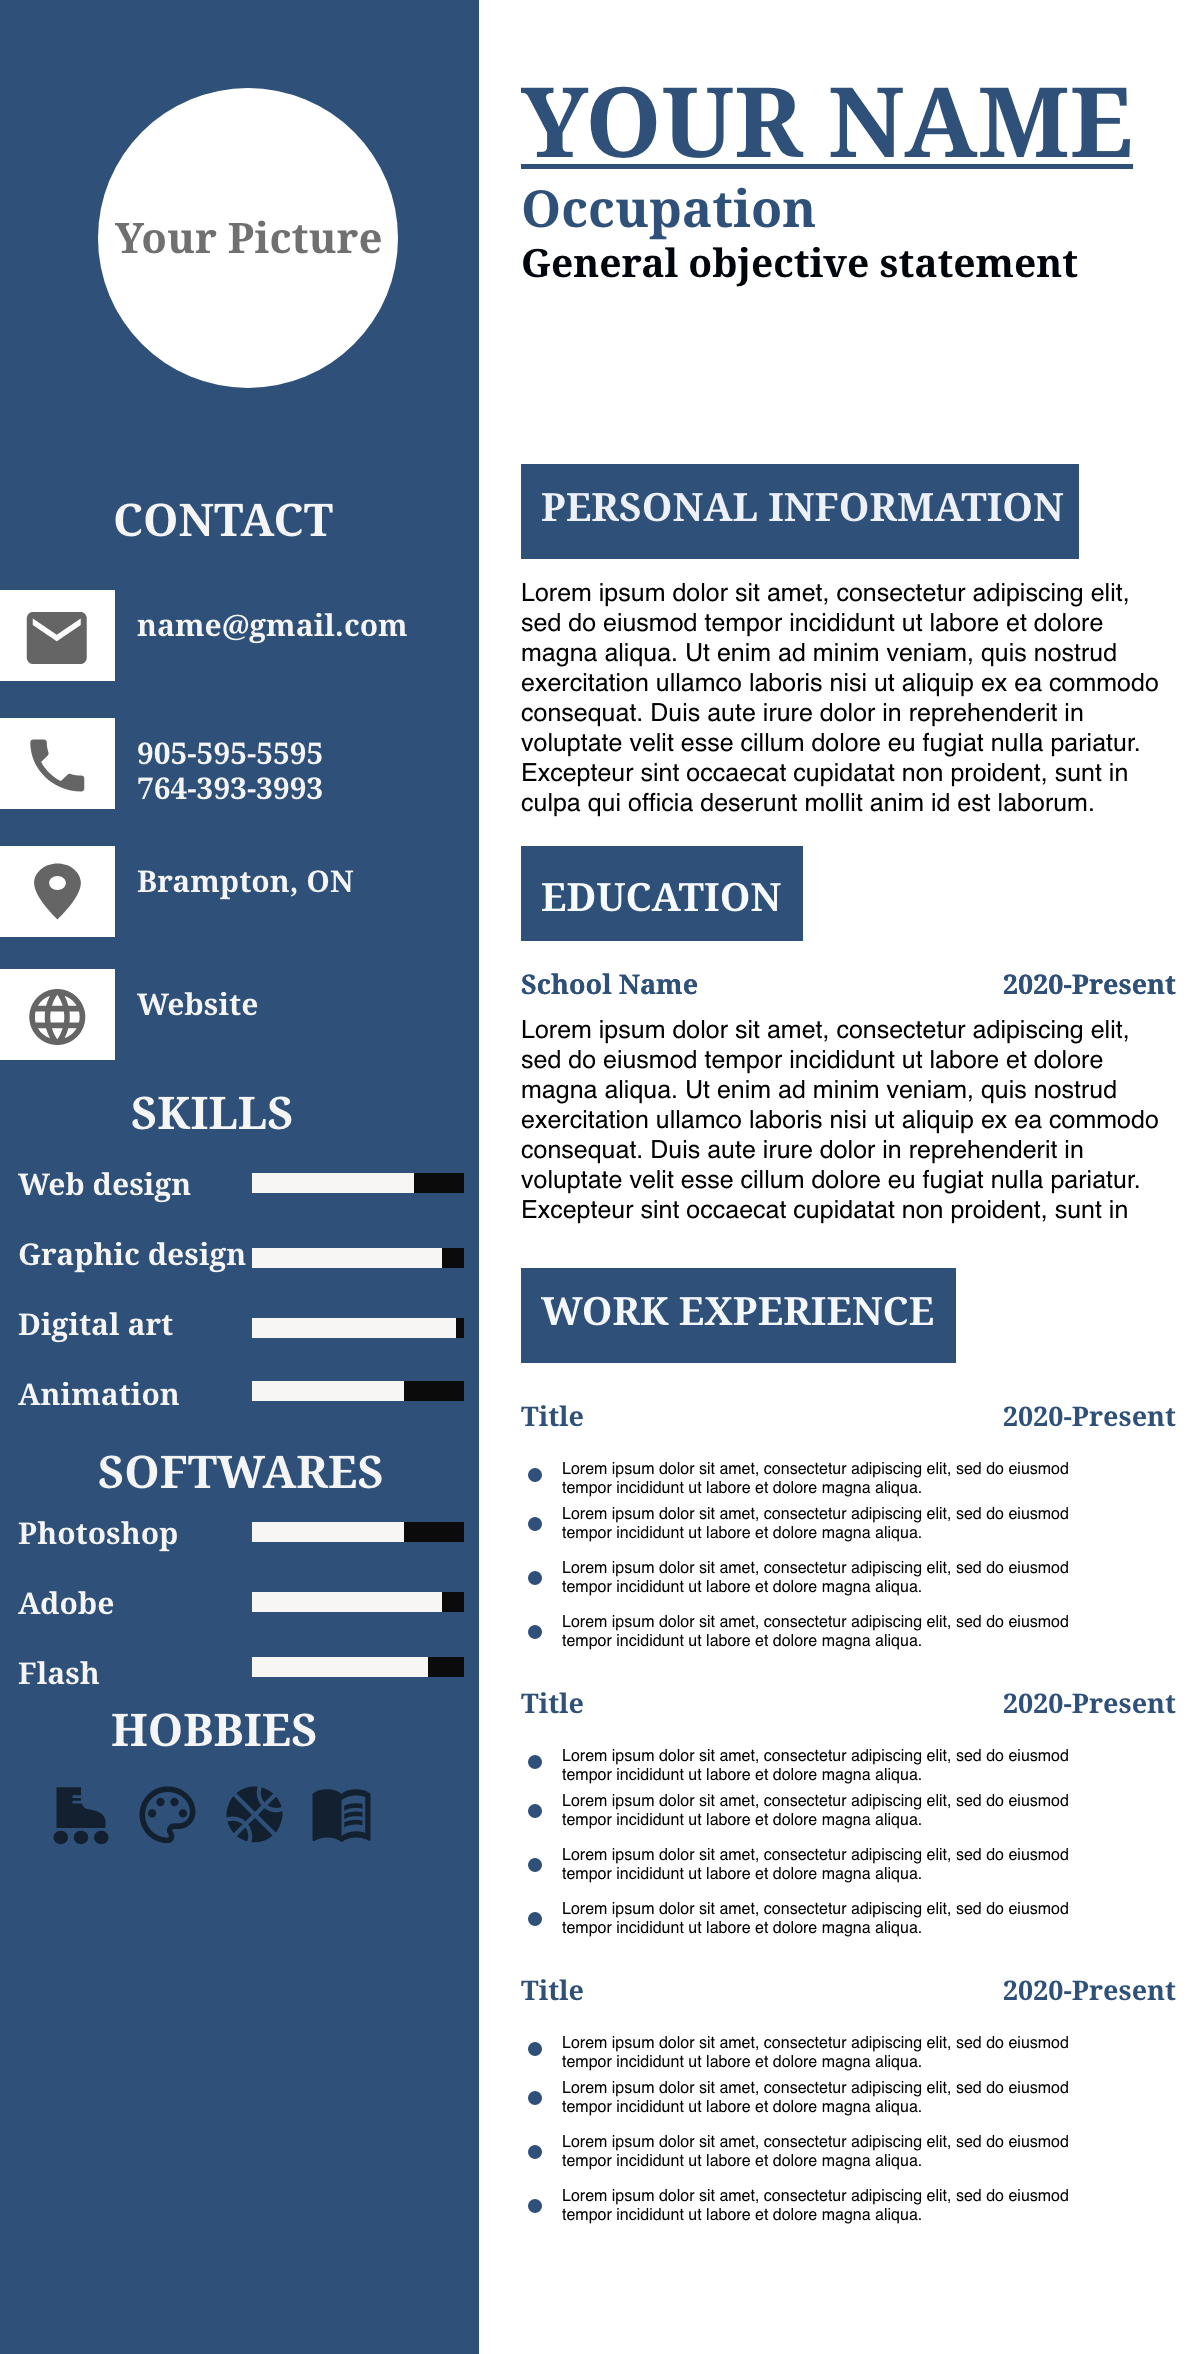 Your Picture
CONTACT
name@gmail.com
905-595-5595
764-393-3993
Brampton, ON
Website
SKILLS
Web design
Graphic design
Digital art
Animation
SOFTWARES
Photoshop
Adobe
Flash
HOBBIES
YOUR NAME
Occupation
General objective statement
PERSONAL INFORMATION
Lorem ipsum dolor sit amet, consectetur adipiscing elit,
sed do eiusmod tempor incididunt ut labore et dolore
magna aliqua. Ut enim ad minim veniam, quis nostrud
exercitation ullamco laboris nisi ut aliquip ex ea commodo
consequat. Duis aute irure dolor in reprehenderit in
voluptate velit esse cillum dolore eu fugiat nulla pariatur.
Excepteur sint occaecat cupidatat non proident, sunt in
culpa qui officia deserunt mollit anim id est laborum.
EDUCATION
School Name 2020-Present
Lorem ipsum dolor sit amet, consectetur adipiscing elit,
sed do eiusmod tempor incididunt ut labore et dolore
magna aliqua. Ut enim ad minim veniam, quis nostrud
exercitation ullamco laboris nisi ut aliquip ex ea commodo
consequat. Duis aute irure dolor in reprehenderit in
voluptate velit esse cillum dolore eu fugiat nulla pariatur.
Excepteur sint occaecat cupidatat non proident, sunt in
WORK EXPERIENCE
Title 2020-Present
Lorem ipsum dolor sit amet, consectetur adipiscing elit, sed do eiusmod
tempor incididunt ut labore et dolore magna aliqua.
Lorem ipsum dolor sit amet, consectetur adipiscing elit, sed do eiusmod
tempor incididunt ut labore et dolore magna aliqua.
Lorem ipsum dolor sit amet, consectetur adipiscing elit, sed do eiusmod
tempor incididunt ut labore et dolore magna aliqua.
Lorem ipsum dolor sit amet, consectetur adipiscing elit, sed do eiusmod
tempor incididunt ut labore et dolore magna aliqua.
Title 2020-Present
Lorem ipsum dolor sit amet, consectetur adipiscing elit, sed do eiusmod
tempor incididunt ut labore et dolore magna aliqua.
Lorem ipsum dolor sit amet, consectetur adipiscing elit, sed do eiusmod
tempor incididunt ut labore et dolore magna aliqua.
Lorem ipsum dolor sit amet, consectetur adipiscing elit, sed do eiusmod
tempor incididunt ut labore et dolore magna aliqua.
Lorem ipsum dolor sit amet, consectetur adipiscing elit, sed do eiusmod
tempor incididunt ut labore et dolore magna aliqua.
Title 2020-Present
Lorem ipsum dolor sit amet, consectetur adipiscing elit, sed do eiusmod
tempor incididunt ut labore et dolore magna aliqua.
Lorem ipsum dolor sit amet, consectetur adipiscing elit, sed do eiusmod
tempor incididunt ut labore et dolore magna aliqua.
Lorem ipsum dolor sit amet, consectetur adipiscing elit, sed do eiusmod
tempor incididunt ut labore et dolore magna aliqua.
Lorem ipsum dolor sit amet, consectetur adipiscing elit, sed do eiusmod
tempor incididunt ut labore et dolore magna aliqua.